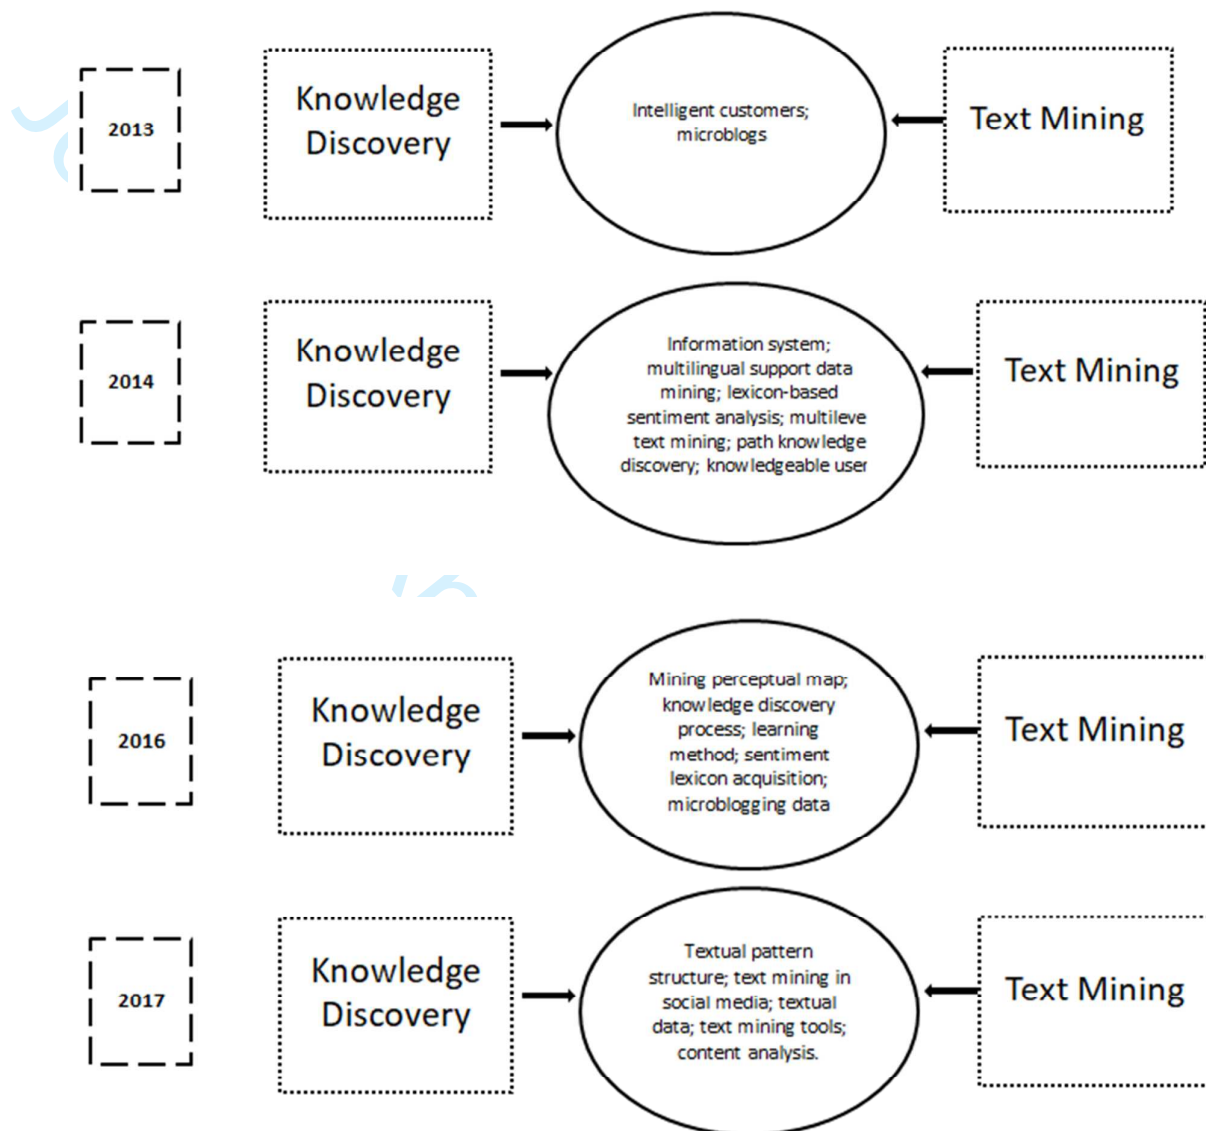 2013
Knowledge
Discovery
Intelligent customers;
microblogs
Text Mining
2014
Knowledge
Discovery
Information system;
multilingual support data
mining; lexicon-based
sentiment analysis; multileve
text mining; path knowledge
discovery; knowledgeable user
Text Mining
2016
Knowledge
Discovery
Mining perceptual map;
knowledge discovery
process; learning
method; sentiment
lexicon acquisition;
microblogging data
Text Mining
2017
Knowledge
Discovery
Textual pattern
structure; text mining in
social media; textual
data; text mining tools;
content analysis.
Text Mining